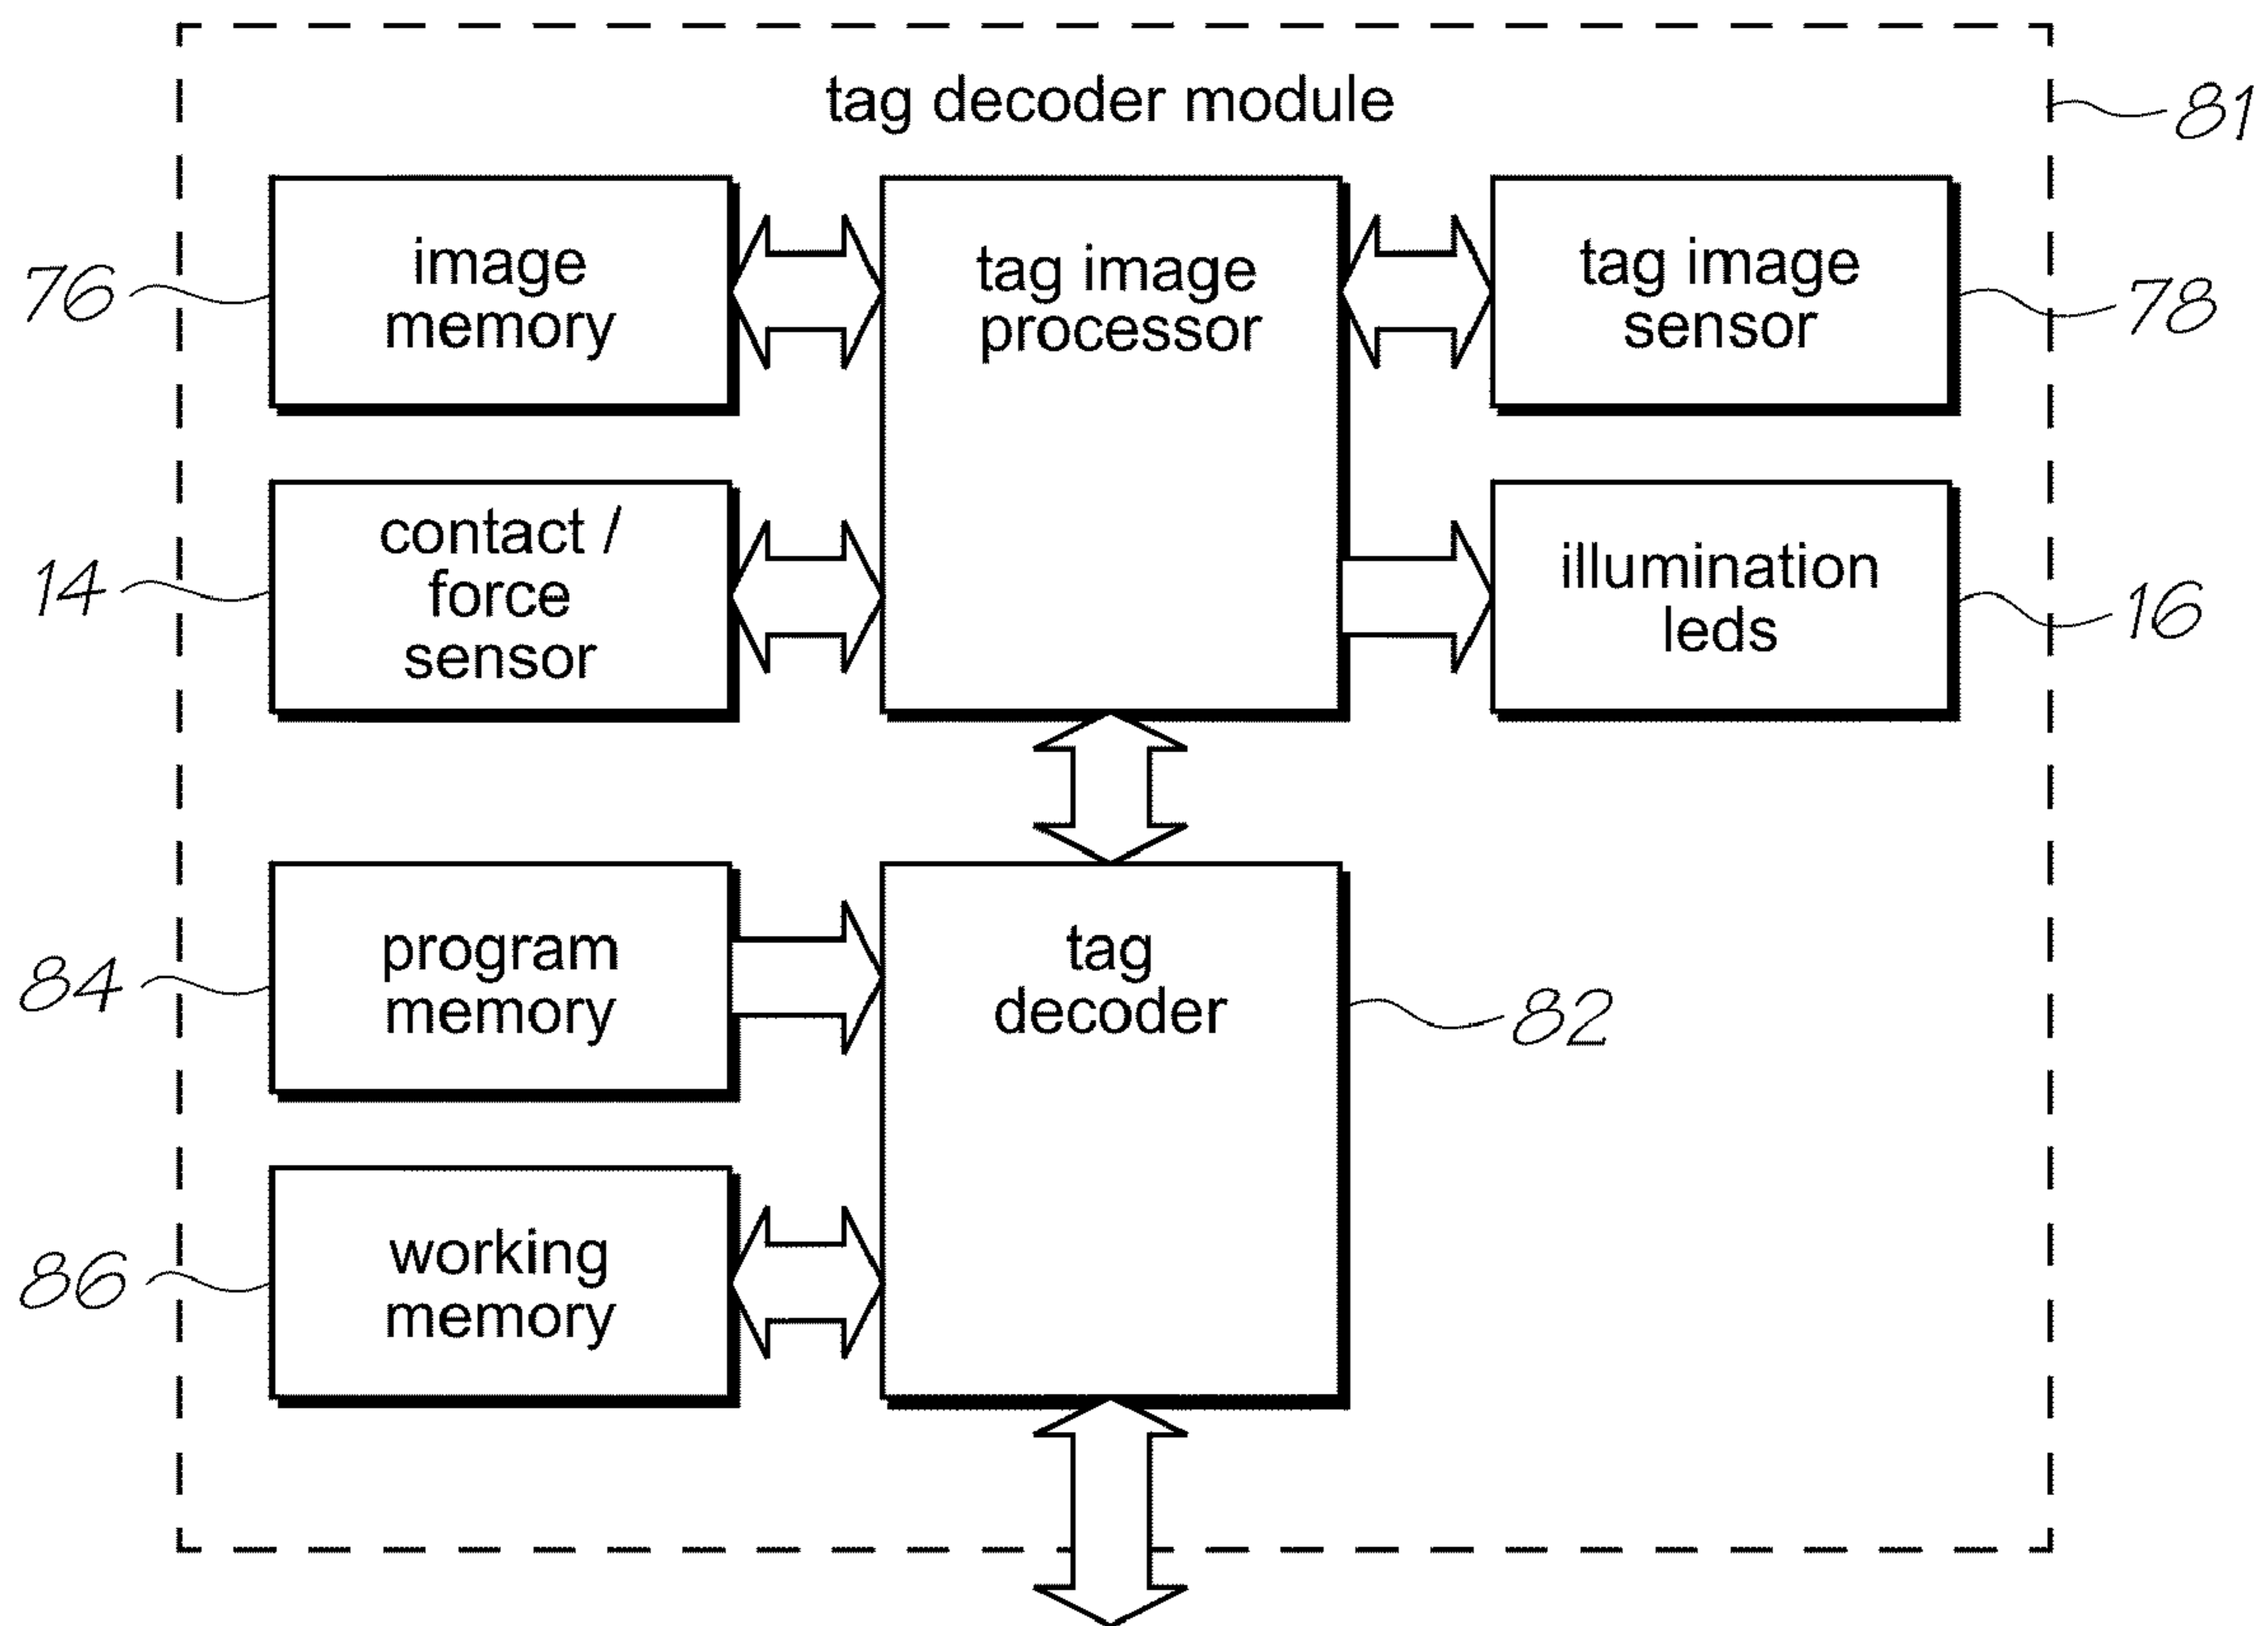 tag decoder module
81
image
memory
76
tag image
processor
tag image
sensor
78
contact /
force
sensor
14
illumination
leds
16
program
memory
84
tag
decoder
82
working
memory
86